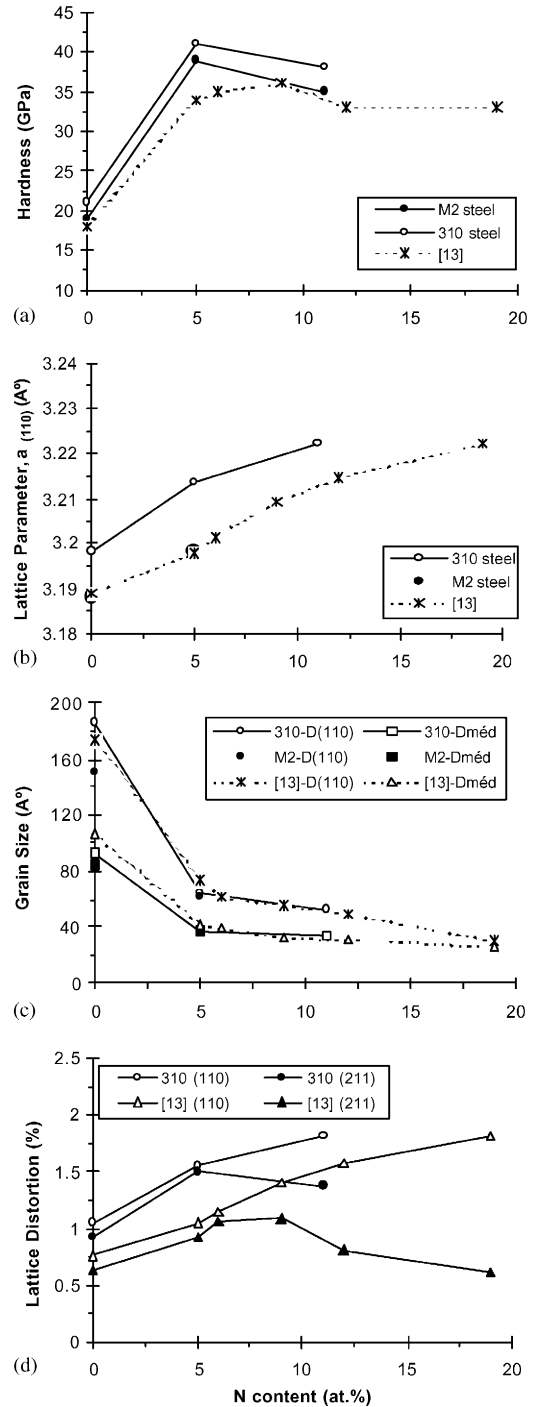 45
40
35
30
25
20
15
10
Hardness (GPa)
M2 steel
310 steel
[13]
0 5 10 15 20
(a)
3.24
3.23
3.22
3.21
3.2
3.19
3.18
Lattice Parameter, a (110) (Aº)
310 steel
M2 steel
[13]
0 5 10 15 20
(b)
200
160
120
80
40
0
Grain Size (Aº)
310-D(110) 310-Dméd
M2-D(110) M2-Dméd
[13]-D(110) [13]-Dméd
0 5 10 15 20
(c)
2.5
2
1.5
1
0.5
0
Lattice Distortion (%)
310 (110) 310 (211)
[13] (110) [13] (211)
0 5 10 15 20
(d)
N content (at.%)